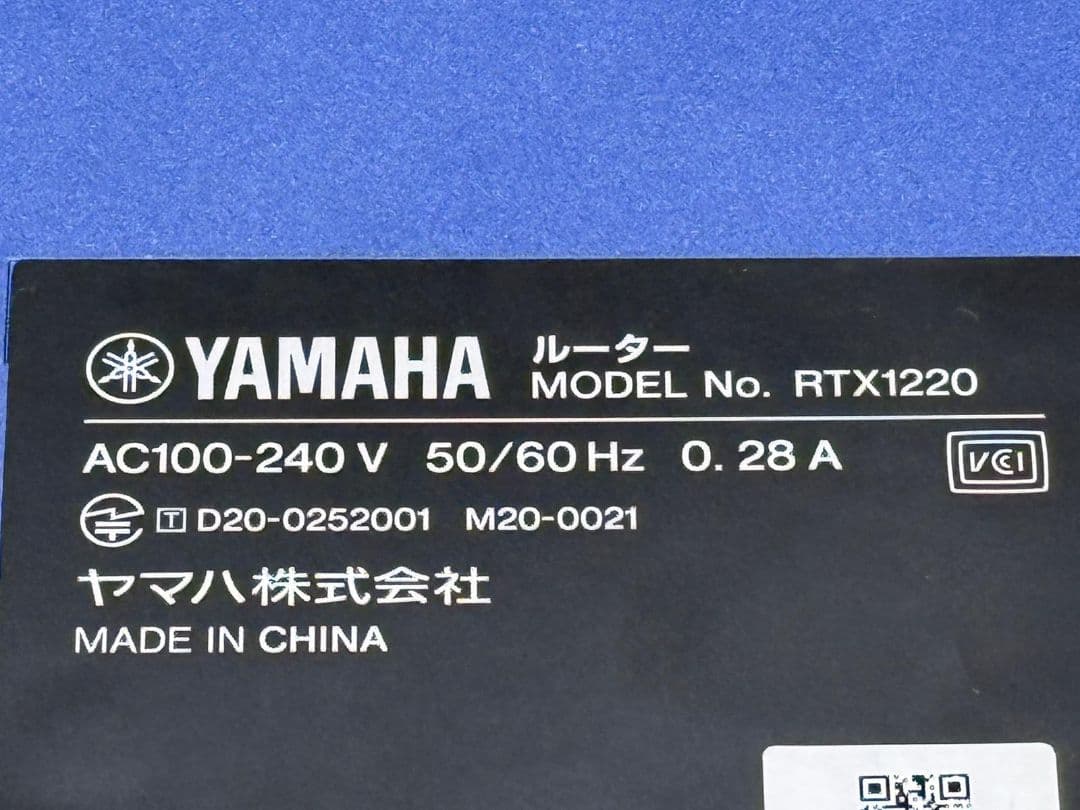 YAMAHA ルーター
MODEL No. RTX1220
AC100-240 V 50/60 Hz 0. 28 A
VCI
T D20-0252001 M20-0021
ヤマハ株式会社
MADE IN CHINA